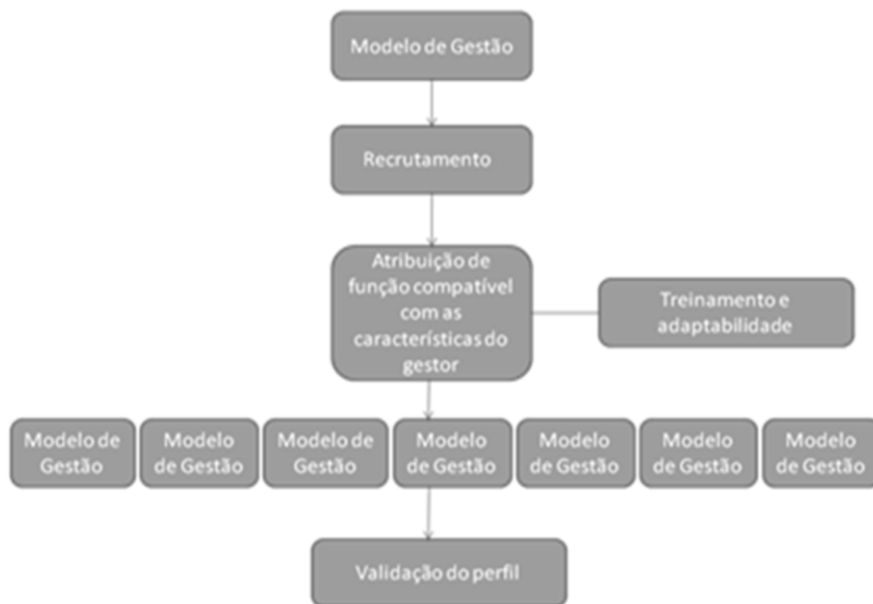 Modelo de Gestão
Recrutamento
Atribuição de
função compatível
com as
características do
gestor
Treinamento e
adaptabilidade
Modelo de
Gestão
Modelo
de Gestão
Modelo de
Gestão
Modelo
de Gestão
Modelo
de Gestão
Modelo
de Gestão
Modelo
de Gestão
Validação do perfil